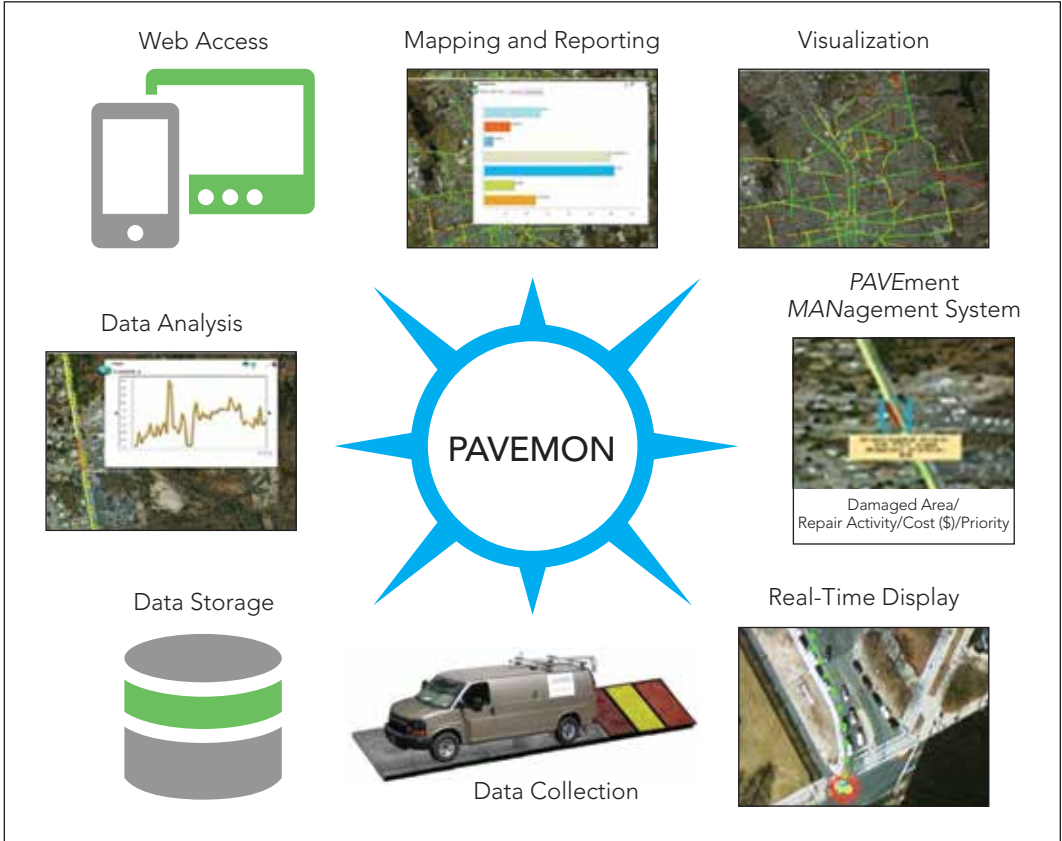 Web Access
Mapping and Reporting
Visualization
Data Analysis
PAVEMON
PAVEment
MANagement System
Damaged Area/
Repair Activity/Cost ($)/Priority
Data Storage
Data Collection
Real-Time Display